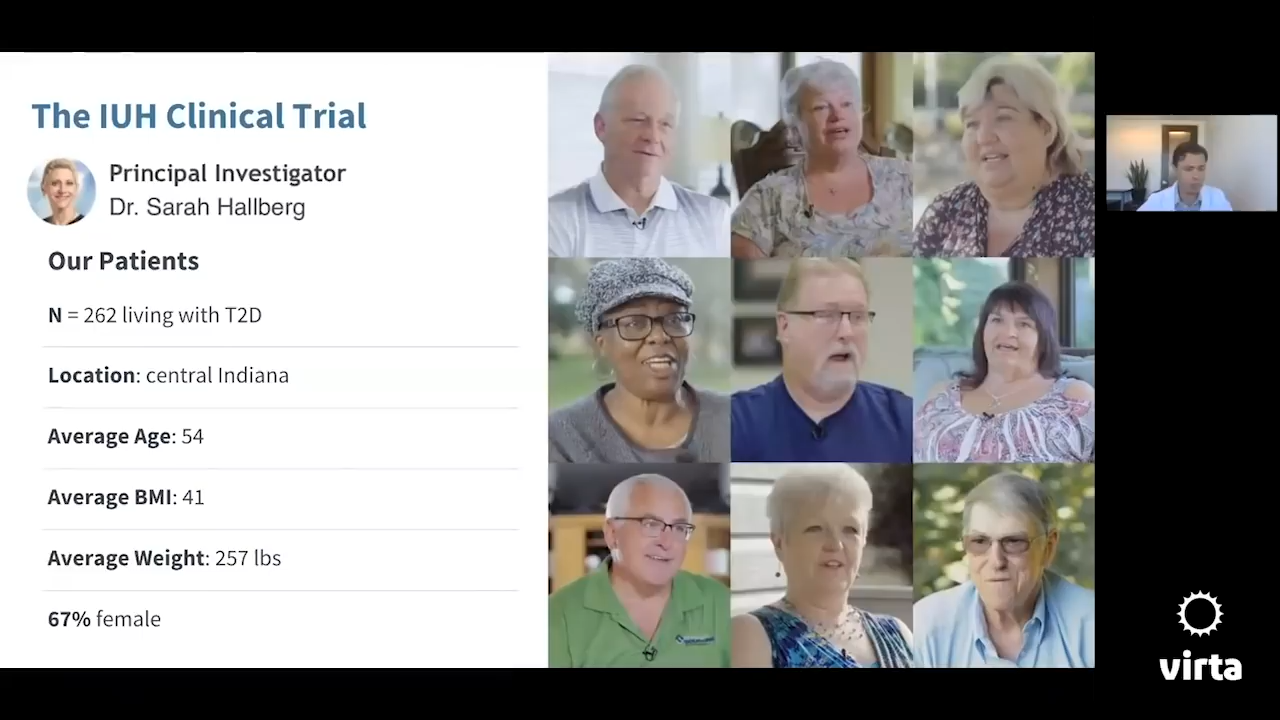 The IUH Clinical Trial
Principal Investigator
Dr. Sarah Hallberg
Our Patients
N = 262 living with T2D
Location: central Indiana
Average Age: 54
Average BMI: 41
Average Weight: 257 lbs
67% female
virta